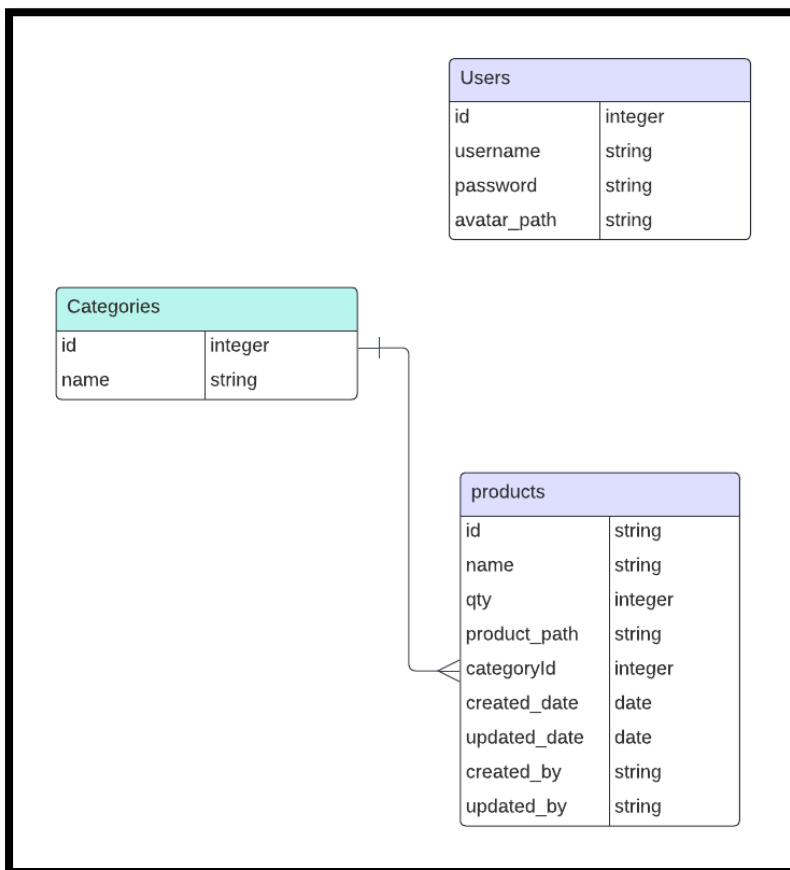 Users
id integer
username string
password string
avatar_path string
Categories
id integer
name string
products
id string
name string
qty integer
product_path string
categoryId integer
created_date date
updated_date date
created_by string
updated_by string